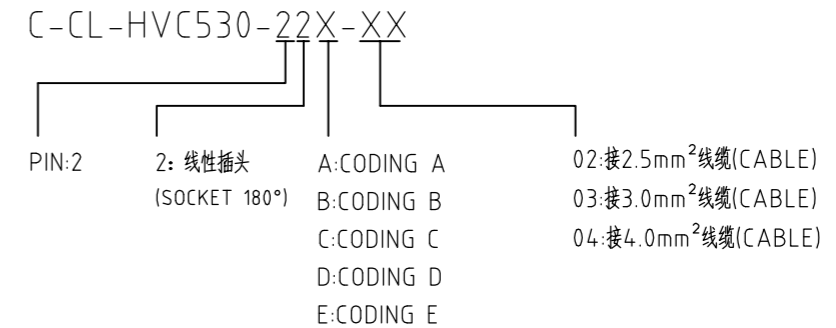 C-CL-HVC530-22X-XX
PIN:2
2: 线性插头
(SOCKET 180°)
A:CODING A
B:CODING B
C:CODING C
D:CODING D
E:CODING E
02:接2.5mm²线缆(CABLE)
03:接3.0mm²线缆(CABLE)
04:接4.0mm²线缆(CABLE)